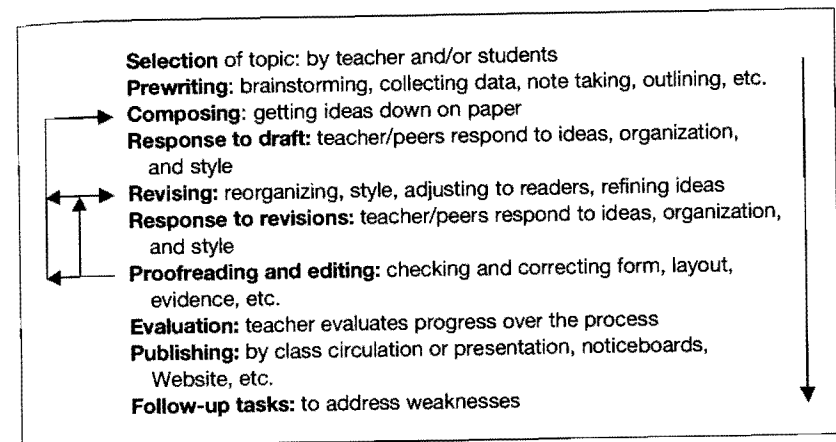 Selection of topic: by teacher and/or students
Prewriting: brainstorming, collecting data, note taking, outlining, etc.
Composing: getting ideas down on paper
Response to draft: teacher/peers respond to ideas, organization,
and style
Revising: reorganizing, style, adjusting to readers, refining ideas
Response to revisions: teacher/peers respond to ideas, organization,
and style
Proofreading and editing: checking and correcting form, layout,
evidence, etc.
Evaluation: teacher evaluates progress over the process
Publishing: by class circulation or presentation, noticeboards,
Website, etc.
Follow-up tasks: to address weaknesses